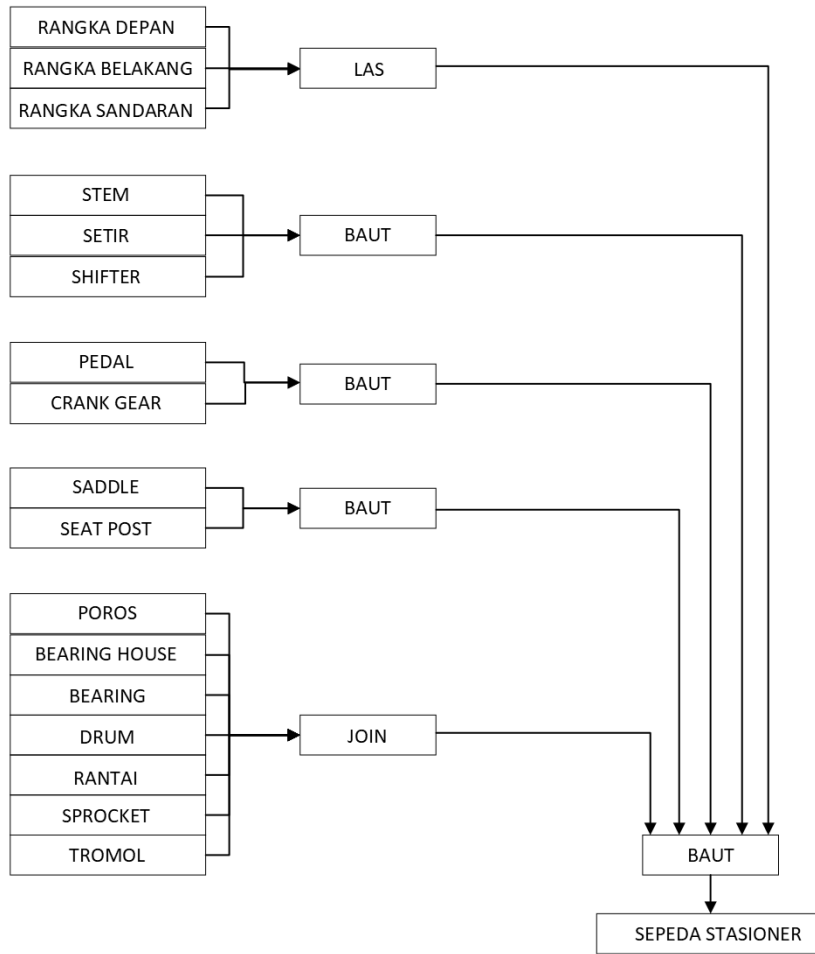 RANGKA DEPAN
RANGKA BELAKANG
RANGKA SANDARAN
LAS
STEM
SETIR
SHIFTER
BAUT
PEDAL
CRANK GEAR
BAUT
SADDLE
SEAT POST
BAUT
POROS
BEARING HOUSE
BEARING
DRUM
RANTAI
SPROCKET
TROMOL
JOIN
BAUT
SEPEDA STASIONER